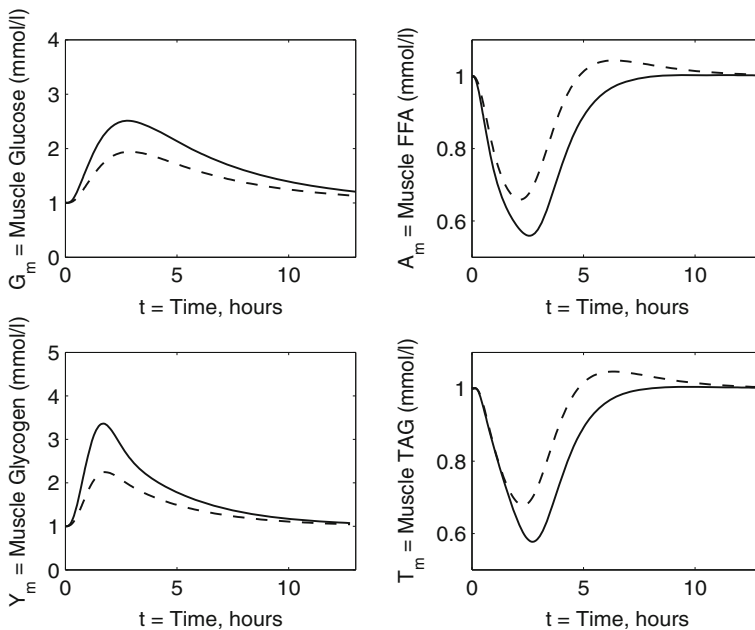 G_m = Muscle Glucose (mmol/l)
4
3
2
1
0
0 5 10
t = Time, hours
A_m = Muscle FFA (mmol/l)
1
0.8
0.6
0 5 10
t = Time, hours
Y_m = Muscle Glycogen (mmol/l)
5
4
3
2
1
0
0 5 10
t = Time, hours
T_m = Muscle TAG (mmol/l)
1
0.8
0.6
0 5 10
t = Time, hours